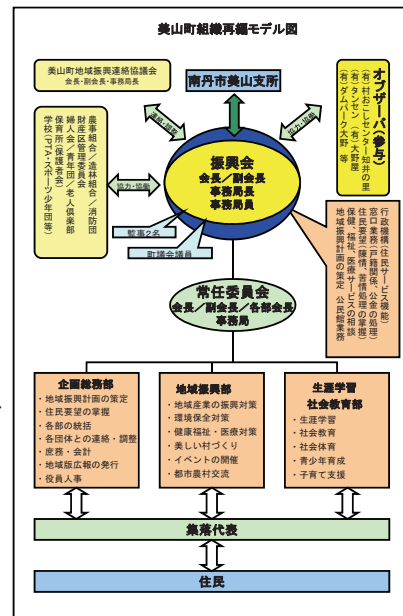 美山町組織再編モデル図
美山町地域振興連絡協議会
会長・副会長・事務局長
南丹市美山支所
オブザーバ(参与)
(有)村おこしセンター知井の里
(有)タンセン (有)大野屋
(有)ダムパーク大野 等
連絡・調整
協力・協働
農事組合/造林組合/消防団
財産区管理委員会
婦人会/青年団/老人倶楽部
保育所(保護者会)
学校(PTA・スポーツ少年団等)
協力・協働
振興会
会長/副会長
事務局長
事務局員
監事2名
町議会議員
行政機構(住民サービス機能)
窓口業務(戸籍関係、公金の処理)
住民要望(陳情、苦情処理の掌握)
保健、福祉、医療サービスの相談
地域振興計画の策定 公民館業務
常任委員会
会長/副会長/各部会長
事務局
企画総務部
・地域振興計画の策定
・住民要望の掌握
・各部の統括
・各団体との連絡・調整
・庶務・会計
・地域版広報の発行
・役員人事
地域振興部
・地域産業の振興対策
・環境保全対策
・健康福祉・医療対策
・美しい村づくり
・イベントの開催
・都市農村交流
生涯学習
社会教育部
・生涯学習
・社会教育
・社会体育
・青少年育成
・子育て支援
集落代表
住民